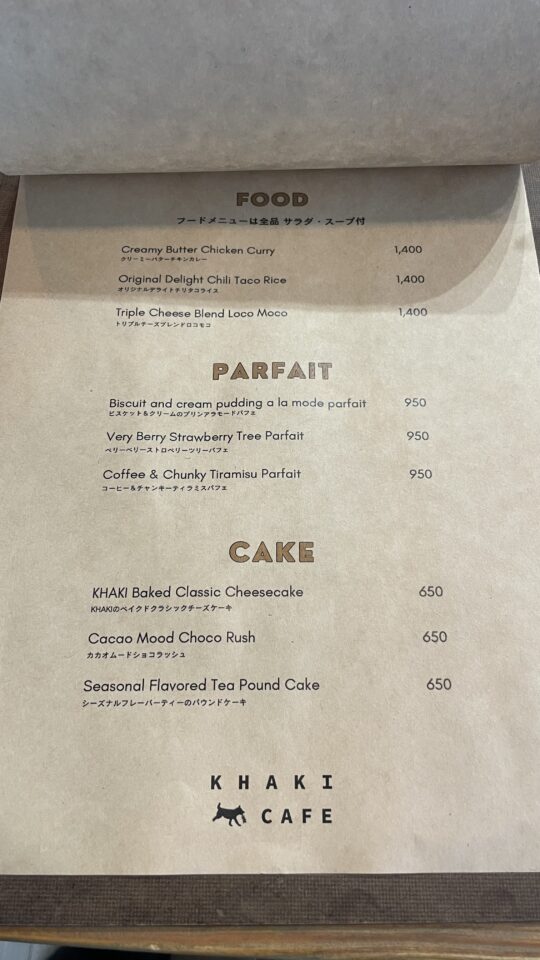 FOOD
フードメニューは全品 サラダ・スープ付
Creamy Butter Chicken Curry 1,400
クリーミーバターチキンカレー
Original Delight Chili Taco Rice 1,400
オリジナルデライトチリタコライス
Triple Cheese Blend Loco Moco 1,400
トリプルチーズブレンドロコモコ
PARFAIT
Biscuit and cream pudding a la mode parfait 950
ビスケット&クリームのプリンアラモードパフェ
Very Berry Strawberry Tree Parfait 950
ベリーベリーストロベリーツリーパフェ
Coffee & Chunky Tiramisu Parfait 950
コーヒー&チャンキーティラミスパフェ
CAKE
KHAKI Baked Classic Cheesecake 650
KHAKIのベイクドクラシックチーズケーキ
Cacao Mood Choco Rush 650
カカオムードショコラッシュ
Seasonal Flavored Tea Pound Cake 650
シーズナルフレーバーティーのパウンドケーキ
KHAKI
CAFE